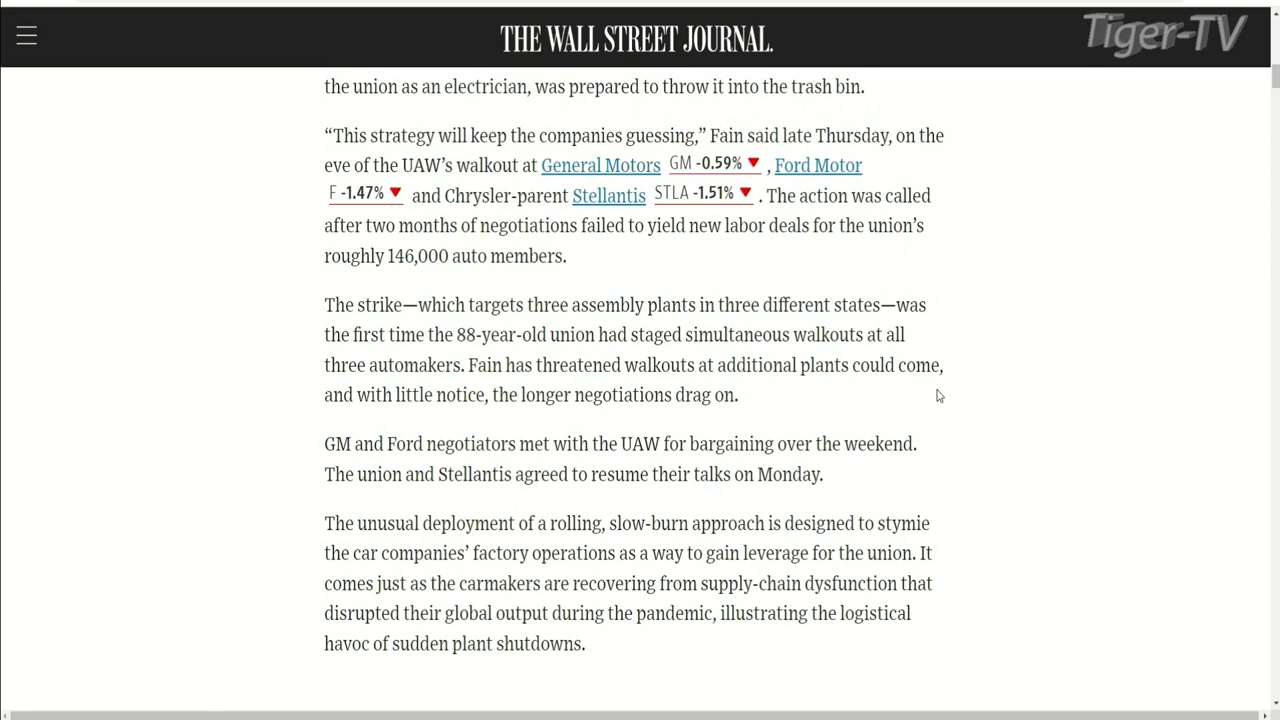 THE WALL STREET JOURNAL.
Tiger-TV
the union as an electrician, was prepared to throw it into the trash bin.
“This strategy will keep the companies guessing,” Fain said late Thursday, on the
eve of the UAW’s walkout at General Motors GM -0.59% ▼ , Ford Motor
F -1.47% ▼ and Chrysler-parent Stellantis STLA -1.51% ▼ . The action was called
after two months of negotiations failed to yield new labor deals for the union’s
roughly 146,000 auto members.
The strike—which targets three assembly plants in three different states—was
the first time the 88-year-old union had staged simultaneous walkouts at all
three automakers. Fain has threatened walkouts at additional plants could come,
and with little notice, the longer negotiations drag on.
GM and Ford negotiators met with the UAW for bargaining over the weekend.
The union and Stellantis agreed to resume their talks on Monday.
The unusual deployment of a rolling, slow-burn approach is designed to stymie
the car companies’ factory operations as a way to gain leverage for the union. It
comes just as the carmakers are recovering from supply-chain dysfunction that
disrupted their global output during the pandemic, illustrating the logistical
havoc of sudden plant shutdowns.